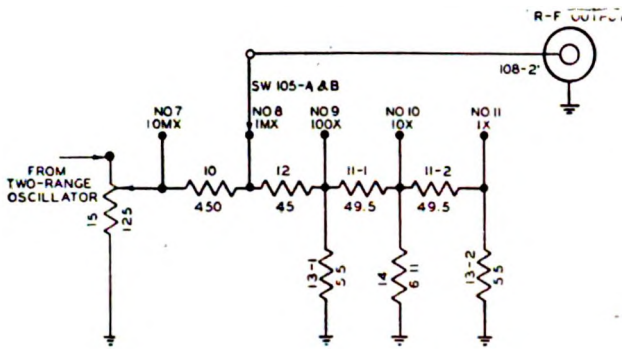 R-F OUTPUT
108-2
SW 105-A & B
NO 7
10MX
NO 8
1MX
NO 9
100X
NO 10
10X
NO 11
1X
FROM
TWO-RANGE
OSCILLATOR
15
125
10
450
12
45
11-1
49.5
11-2
49.5
13-1
5.5
14
6.11
13-2
5.5